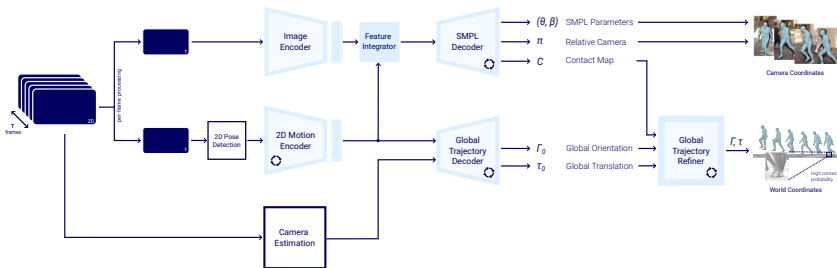 Image
Encoder
Feature
Integrator
SMPL
Decoder
(θ, β) SMPL Parameters
π Relative Camera
C Contact Map
Camera Coordinates
1
per-frame processing
2D
T
frames
1
2D Pose
Detection
2D Motion
Encoder
Global
Trajectory
Decoder
Γ₀ Global Orientation
τ₀ Global Translation
Global
Trajectory
Refiner
Γ, τ
High contact
probability
World Coordinates
Camera
Estimation